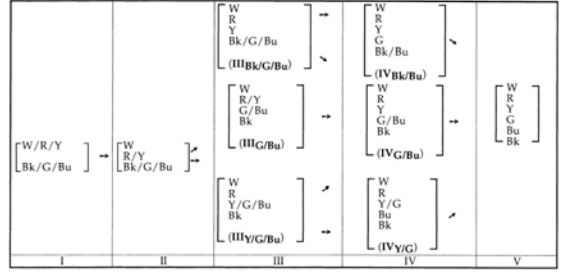 W/R/Y
Bk/G/Bu
I
W
R/Y
Bk/G/Bu
II
W
R
Y
Bk/G/Bu
(IIIBk/G/Bu)
W
R/Y
G/Bu
Bk
(IIIG/Bu)
W
R
Y/G/Bu
Bk
(IIIY/G/Bu)
III
W
R
Y
G
Bk/Bu
(IVBk/Bu)
W
R
Y
G/Bu
Bk
(IVG/Bu)
W
R
Y/G
Bu
Bk
(IVY/G)
IV
W
R
Y
G
Bu
Bk
V